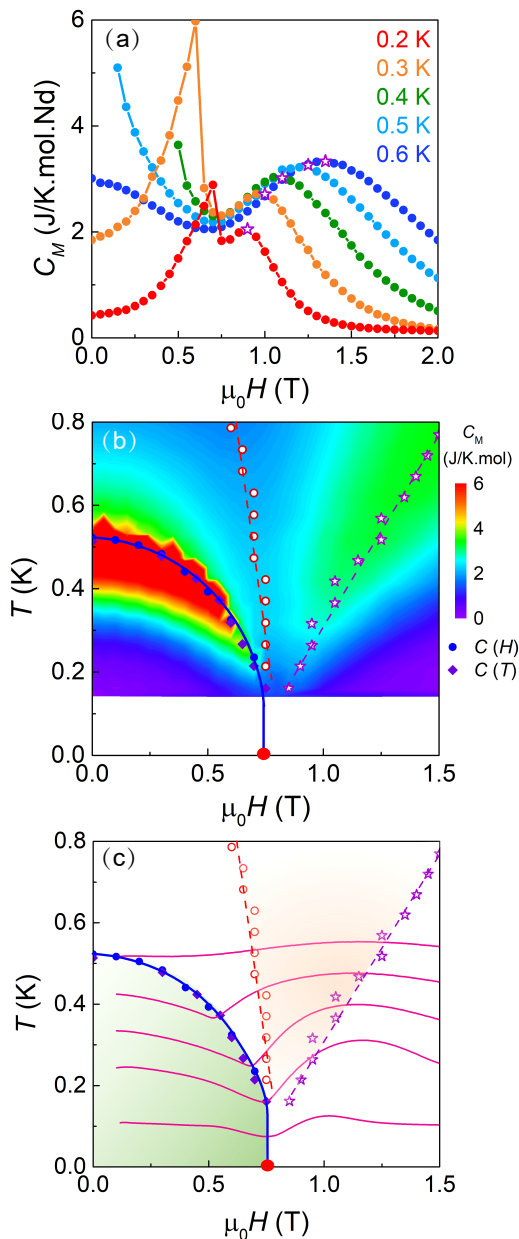 (a)
0.2 K
0.3 K
0.4 K
0.5 K
0.6 K
C_M (J/K.mol.Nd)
6
4
2
0
0.0 0.5 1.0 1.5 2.0
μ₀H (T)
(b)
C_M
(J/K.mol)
6
5
4
3
2
1
0
C (H)
C (T)
T (K)
0.8
0.6
0.4
0.2
0.0
0.0 0.5 1.0 1.5
μ₀H (T)
(c)
T (K)
0.8
0.6
0.4
0.2
0.0
0.0 0.5 1.0 1.5
μ₀H (T)